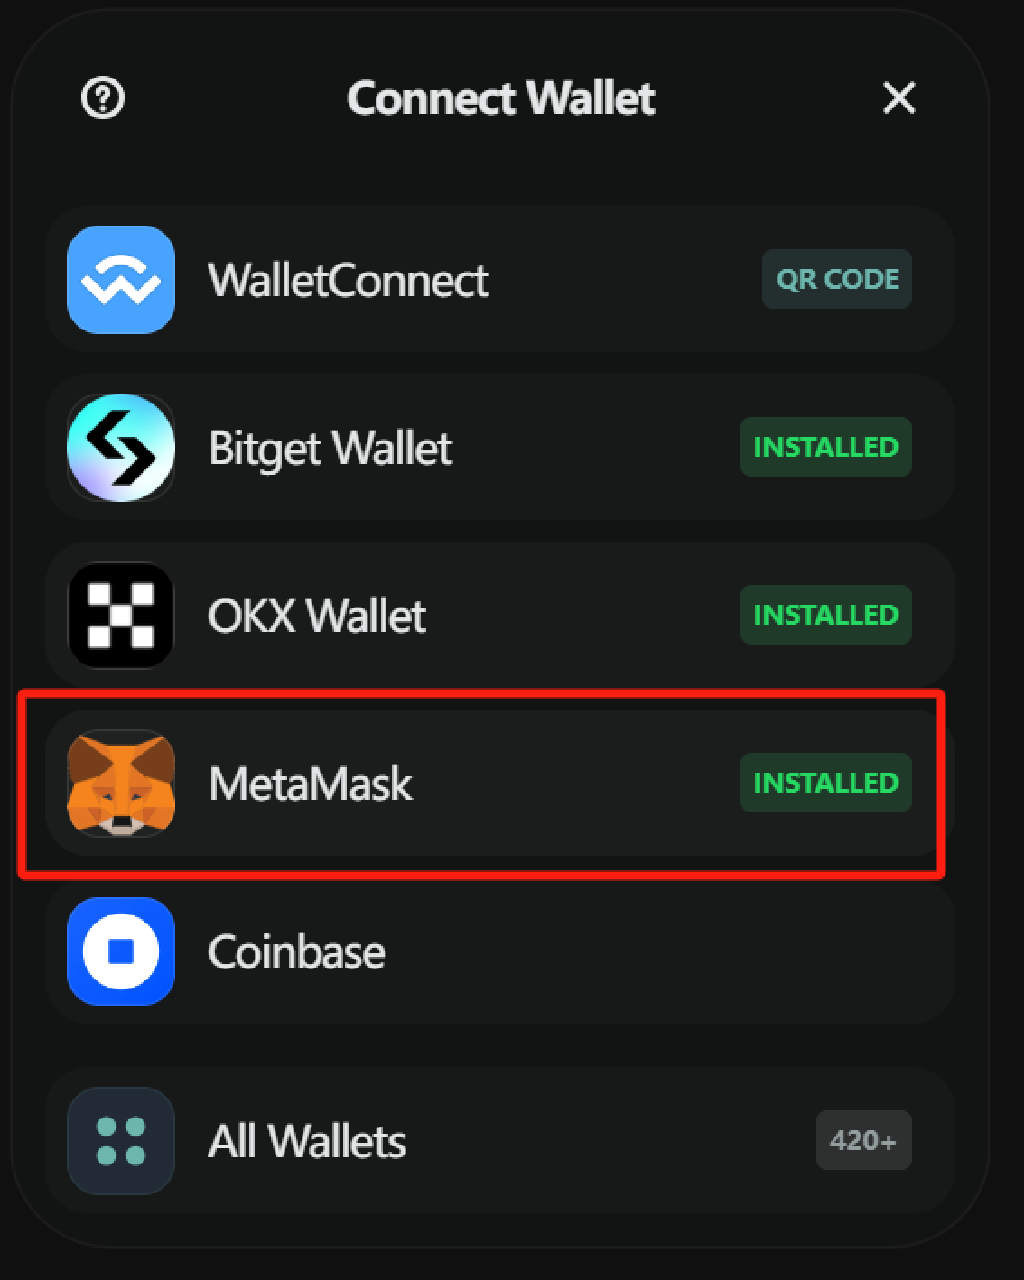 Connect Wallet
WalletConnect
QR CODE
Bitget Wallet
INSTALLED
OKX Wallet
INSTALLED
MetaMask
INSTALLED
Coinbase
All Wallets
420+